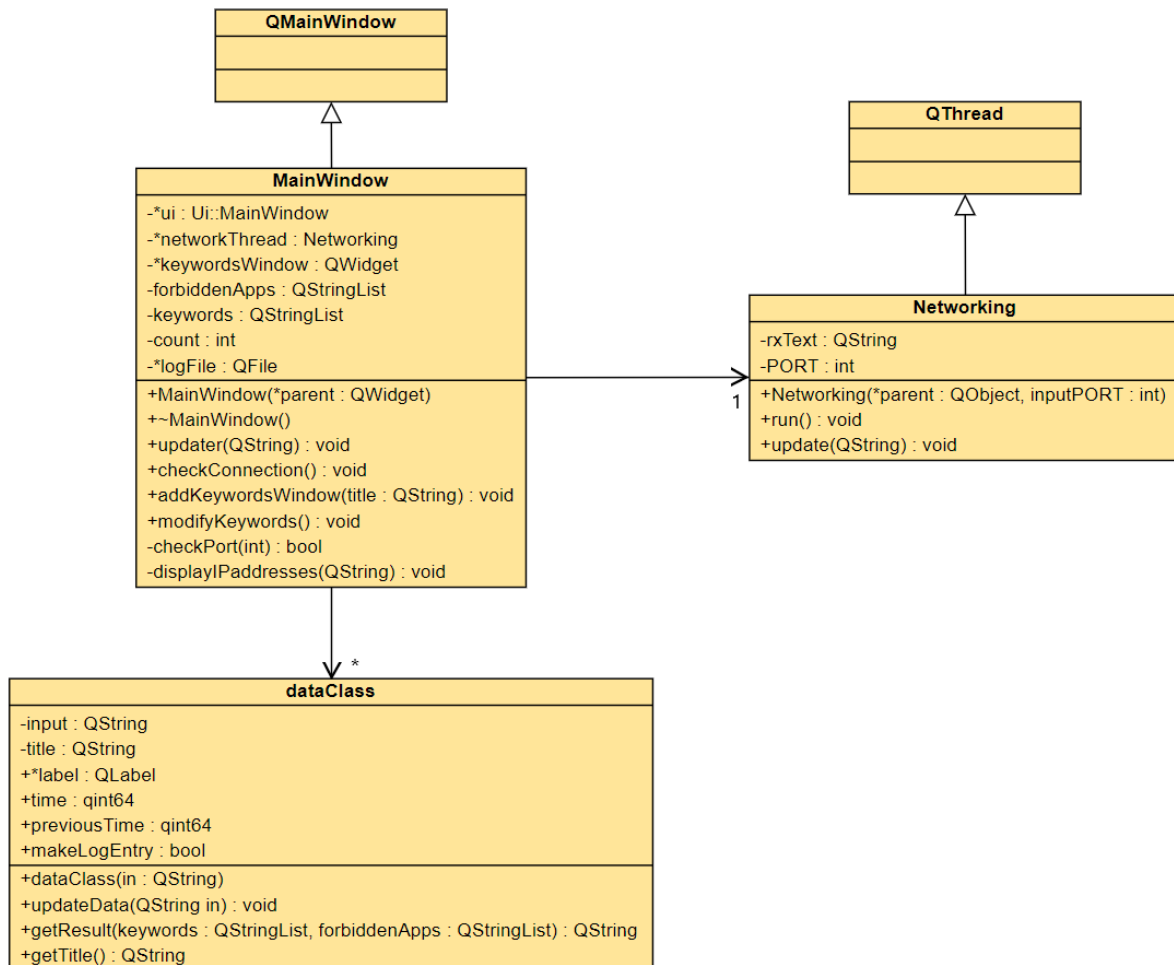 QMainWindow
QThread
MainWindow
-*ui : Ui::MainWindow
-*networkThread : Networking
-*keywordsWindow : QWidget
-forbiddenApps : QStringList
-keywords : QStringList
-count : int
-*logFile : QFile
+MainWindow(*parent : QWidget)
+~MainWindow()
+updater(QString) : void
+checkConnection() : void
+addKeywordsWindow(title : QString) : void
+modifyKeywords() : void
-checkPort(int) : bool
-displayIPaddresses(QString) : void
Networking
-rxText : QString
-PORT : int
+Networking(*parent : QObject, inputPORT : int)
+run() : void
+update(QString) : void
1
*
dataClass
-input : QString
-title : QString
+*label : QLabel
+time : qint64
+previousTime : qint64
+makeLogEntry : bool
+dataClass(in : QString)
+updateData(QString in) : void
+getResult(keywords : QStringList, forbiddenApps : QStringList) : QString
+getTitle() : QString